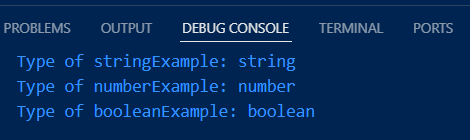 PROBLEMS OUTPUT DEBUG CONSOLE TERMINAL PORTS
Type of stringExample: string
Type of numberExample: number
Type of booleanExample: boolean